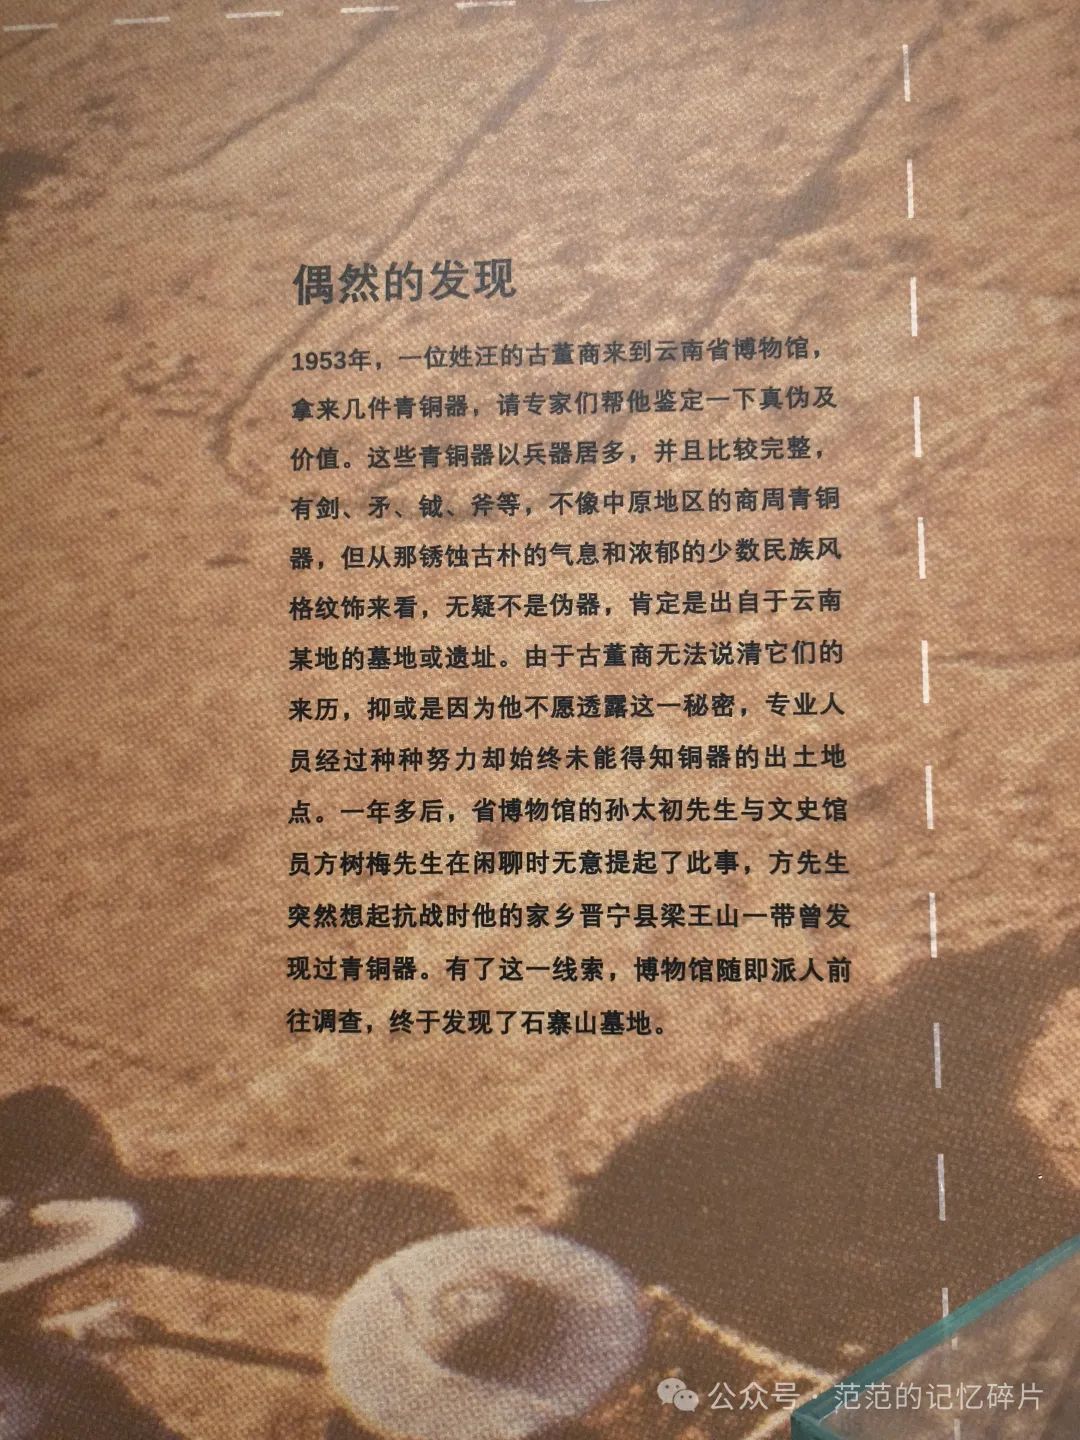 偶然的发现
1953年，一位姓汪的古董商来到云南省博物馆，
拿来几件青铜器，请专家们帮他鉴定一下真伪及
价值。这些青铜器以兵器居多，并且比较完整，
有剑、矛、钺、斧等，不像中原地区的商周青铜
器，但从那锈蚀古朴的气息和浓郁的少数民族风
格纹饰来看，无疑不是伪器，肯定是出自于云南
某地的墓地或遗址。由于古董商无法说清它们的
来历，抑或是因为他不愿透露这一秘密，专业人
员经过种种努力却始终未能得知铜器的出土地
点。一年多后，省博物馆的孙太初先生与文史馆
员方树梅先生在闲聊时无意提起了此事，方先生
突然想起抗战时他的家乡晋宁县梁王山一带曾发
现过青铜器。有了这一线索，博物馆随即派人前
往调查，终于发现了石寨山墓地。
公众号·范范的记忆碎片